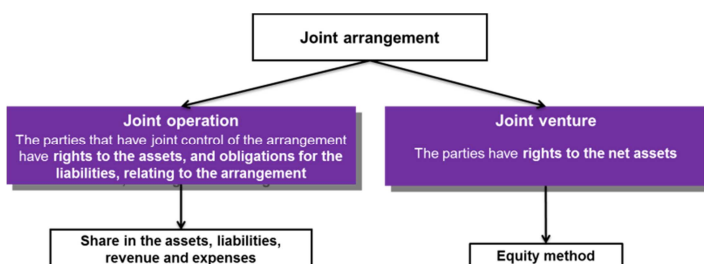 Joint arrangement
Joint operation
The parties that have joint control of the arrangement
have rights to the assets, and obligations for the
liabilities, relating to the arrangement
Joint venture
The parties have rights to the net assets
Share in the assets, liabilities,
revenue and expenses
Equity method